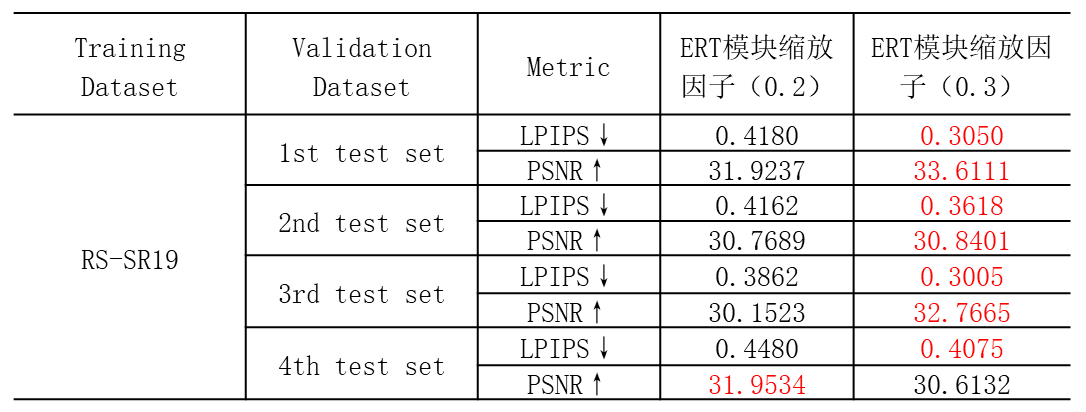 Training Dataset Validation Dataset Metric ERT模块缩放因子（0.2） ERT模块缩放因子（0.3）
RS-SR19
1st test set LPIPS↓ 0.4180 0.3050
PSNR↑ 31.9237 33.6111
2nd test set LPIPS↓ 0.4162 0.3618
PSNR↑ 30.7689 30.8401
3rd test set LPIPS↓ 0.3862 0.3005
PSNR↑ 30.1523 32.7665
4th test set LPIPS↓ 0.4480 0.4075
PSNR↑ 31.9534 30.6132